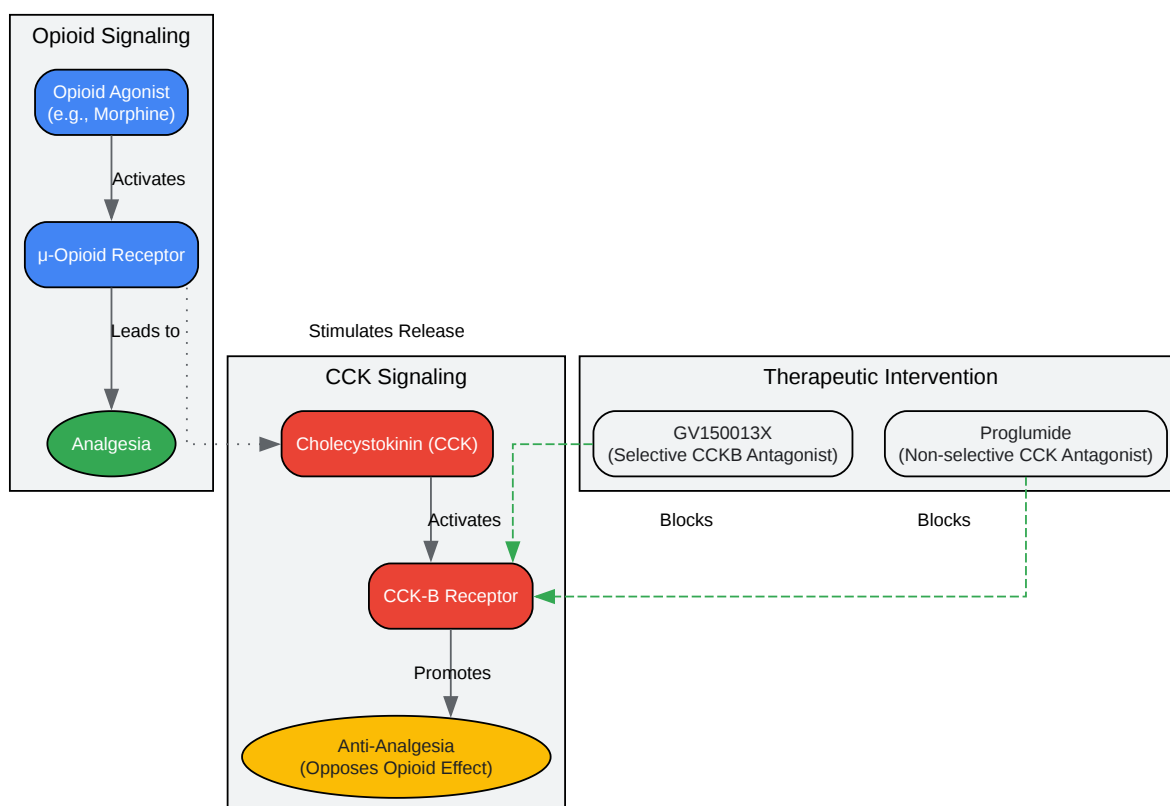 Opioid Signaling
Opioid Agonist
(e.g., Morphine)
Activates
μ-Opioid Receptor
Leads to
Analgesia
Stimulates Release
CCK Signaling
Cholecystokinin (CCK)
Activates
CCK-B Receptor
Promotes
Anti-Analgesia
(Opposes Opioid Effect)
Therapeutic Intervention
GV150013X
(Selective CCKB Antagonist)
Proglumide
(Non-selective CCK Antagonist)
Blocks
Blocks